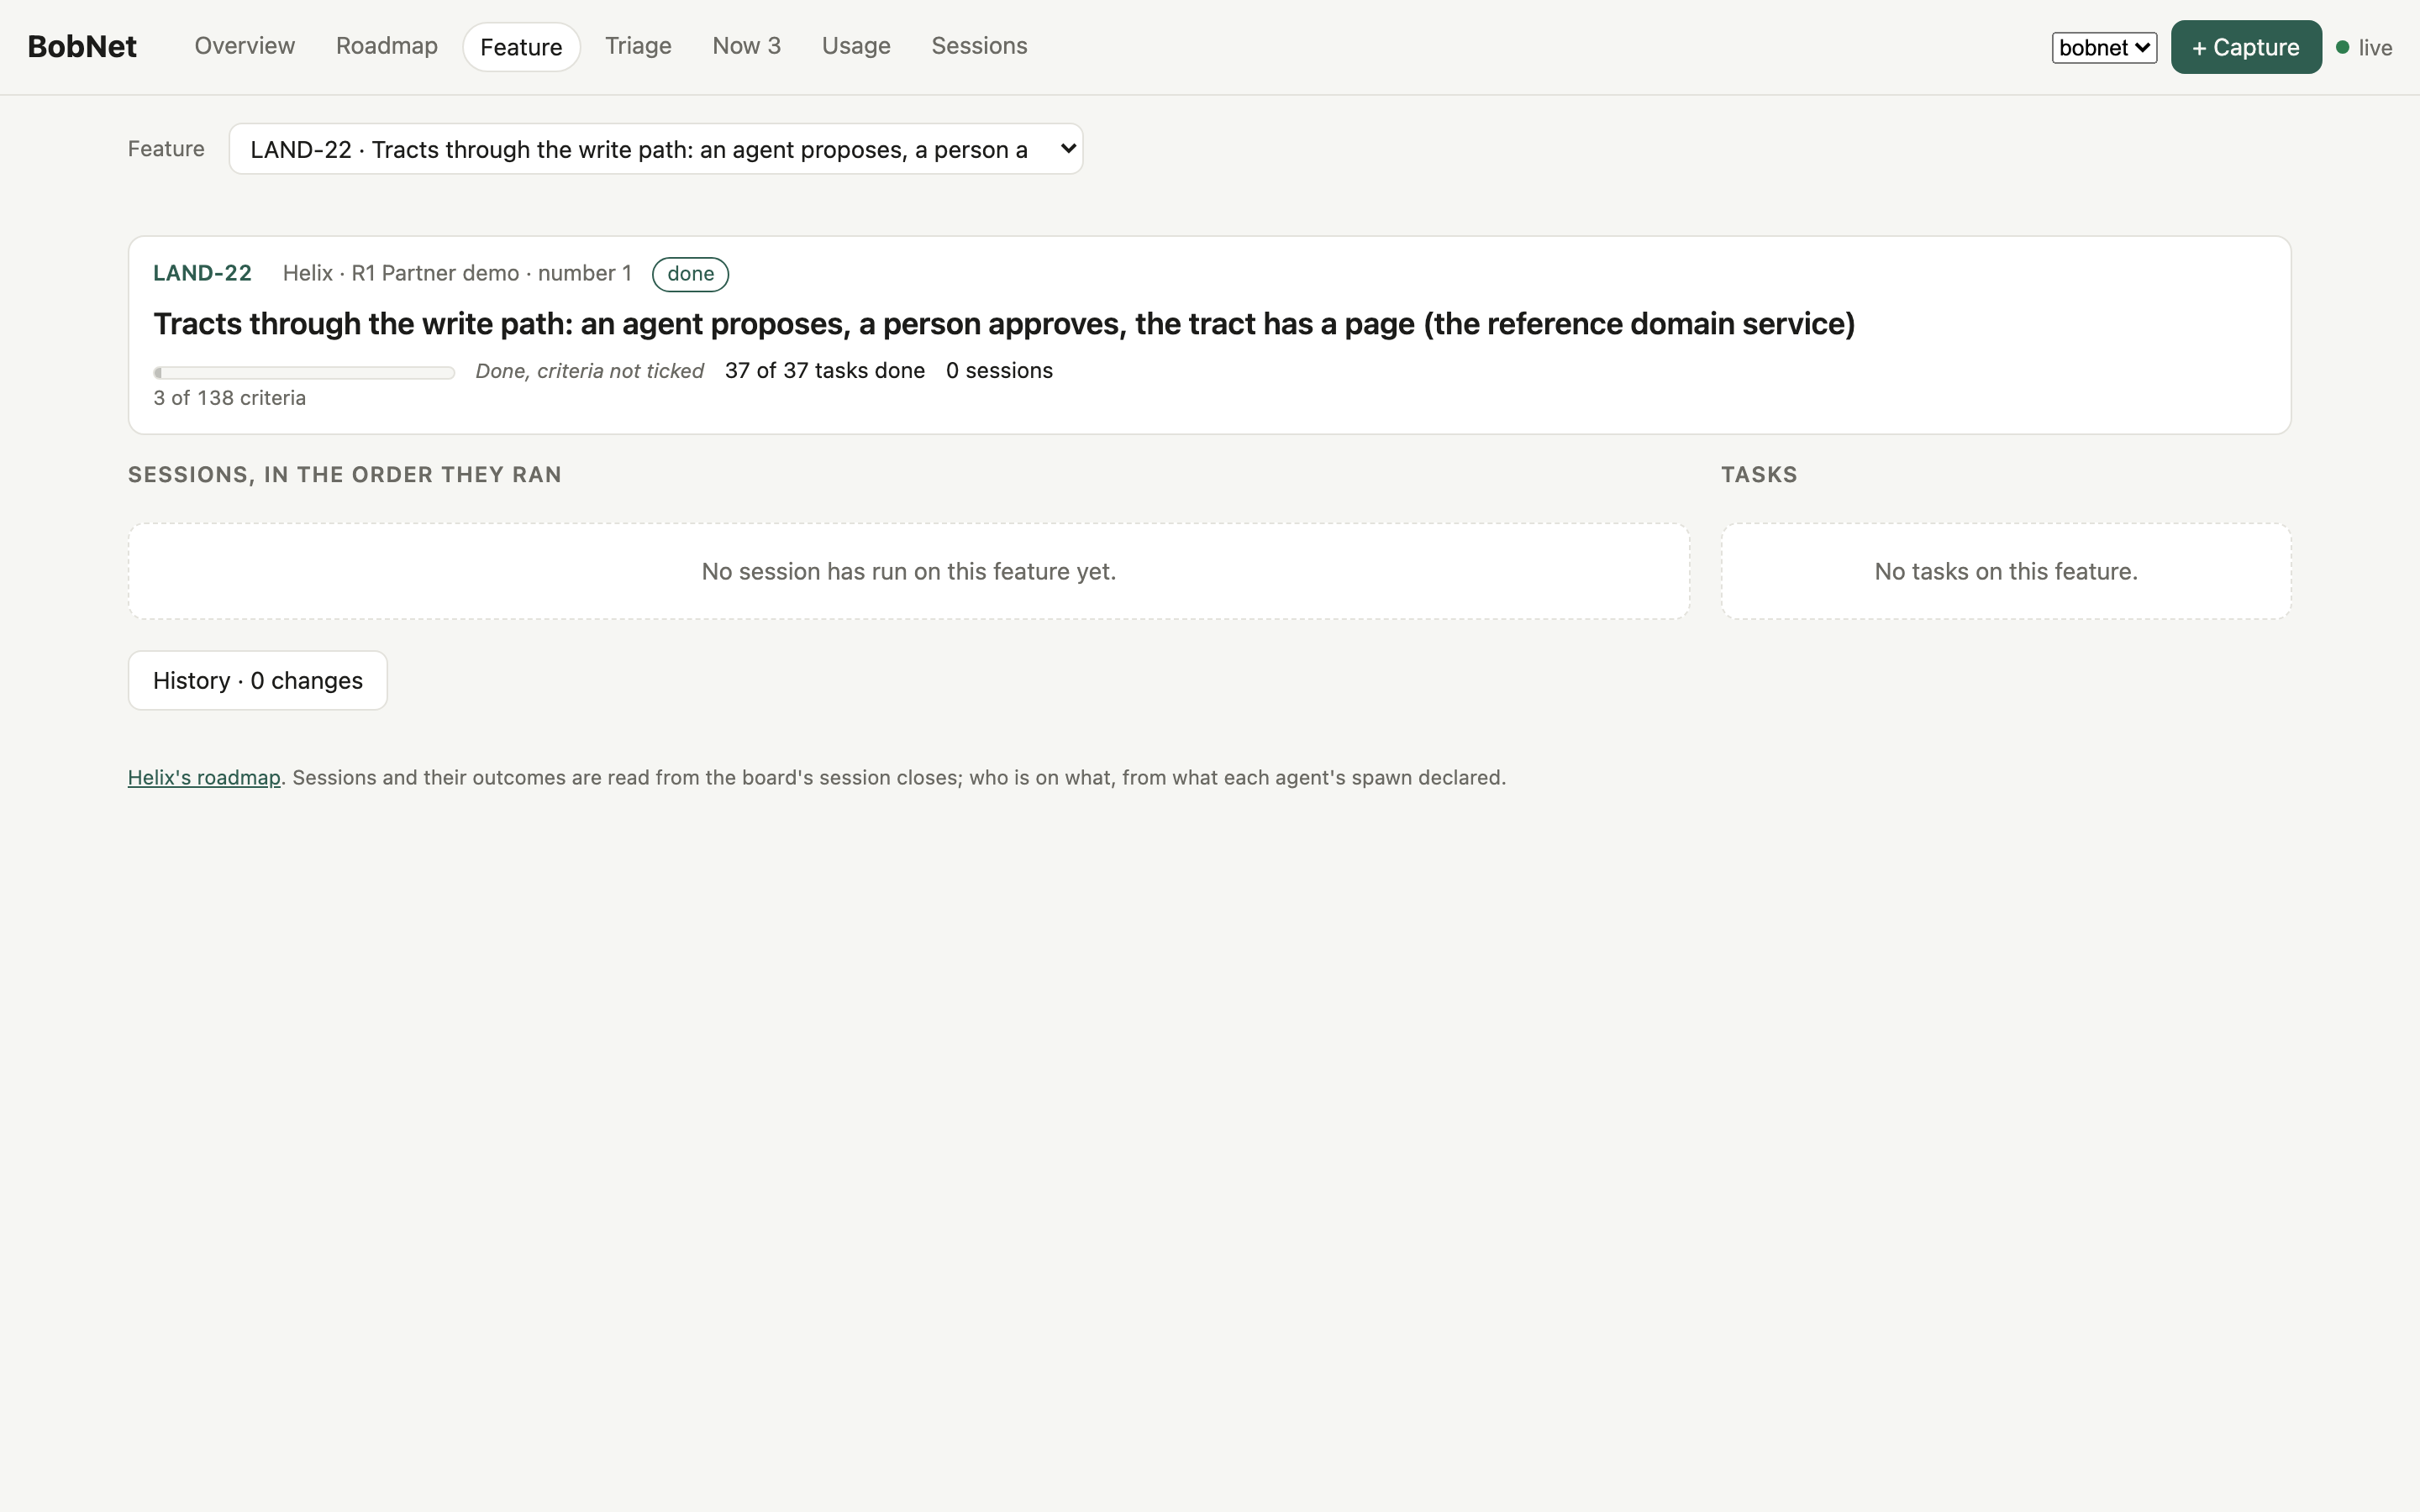 BobNet
Overview
Roadmap
Feature
Triage
Now 3
Usage
Sessions
bobnet
+ Capture
live
Feature
LAND-22 · Tracts through the write path: an agent proposes, a person a
LAND-22 Helix · R1 Partner demo · number 1 done
Tracts through the write path: an agent proposes, a person approves, the tract has a page (the reference domain service)
Done, criteria not ticked 37 of 37 tasks done 0 sessions
3 of 138 criteria
SESSIONS, IN THE ORDER THEY RAN
No session has run on this feature yet.
TASKS
No tasks on this feature.
History · 0 changes
Helix's roadmap. Sessions and their outcomes are read from the board's session closes; who is on what, from what each agent's spawn declared.